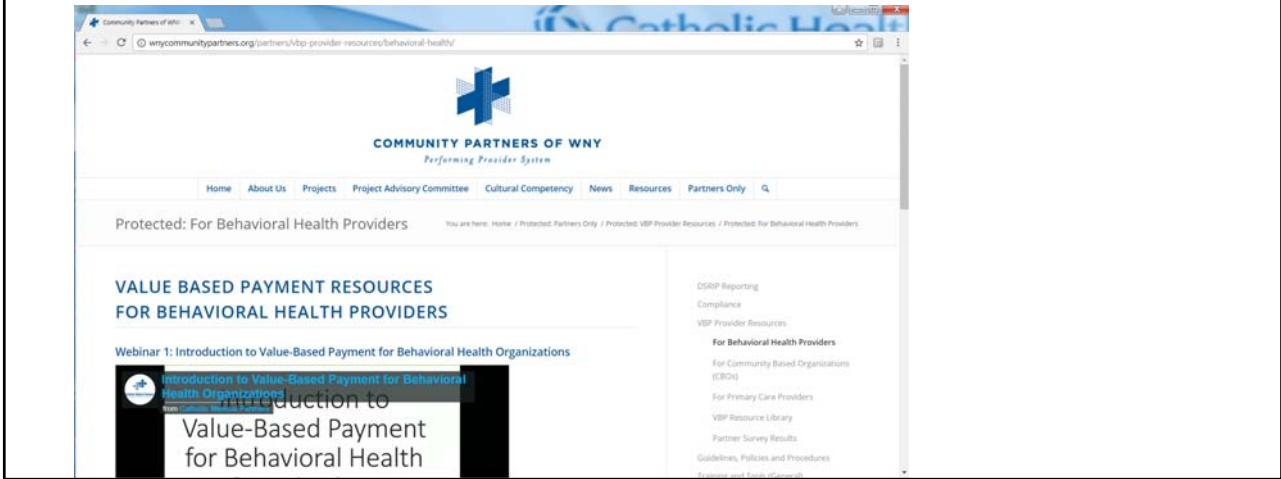 Catholic Healt
Community Partners of WNY
wnycommunitypartners.org/partners/vbp-provider-resources/behavioral-health/
COMMUNITY PARTNERS OF WNY
Performing Provider System
Home About Us Projects Project Advisory Committee Cultural Competency News Resources Partners Only
Protected: For Behavioral Health Providers
You are here: Home / Protected: Partners Only / Protected: VBP Provider Resources / Protected: For Behavioral Health Providers
VALUE BASED PAYMENT RESOURCES
FOR BEHAVIORAL HEALTH PROVIDERS
Webinar 1: Introduction to Value-Based Payment for Behavioral Health Organizations
Introduction to Value-Based Payment for Behavioral
Health Organizations
from Catholic Medical Partners
Introduction to
Value-Based Payment
for Behavioral Health
DSRIP Reporting
Compliance
VBP Provider Resources
For Behavioral Health Providers
For Community Based Organizations
(CBOs)
For Primary Care Providers
VBP Resource Library
Partner Survey Results
Guidelines, Policies and Procedures
Training and Tools (General)